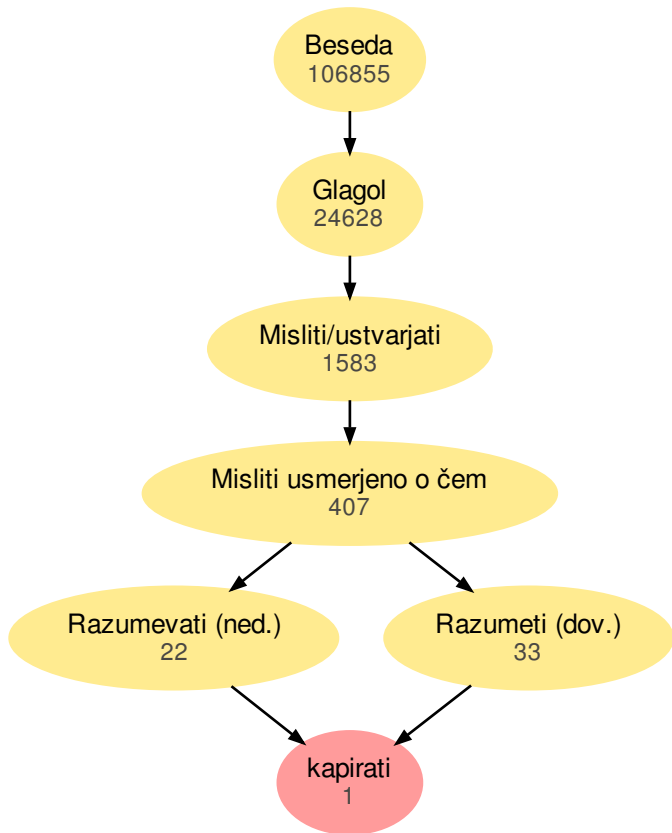 Beseda
106855
Glagol
24628
Misliti/ustvarjati
1583
Misliti usmerjeno o čem
407
Razumevati (ned.)
22
Razumeti (dov.)
33
kapirati
1